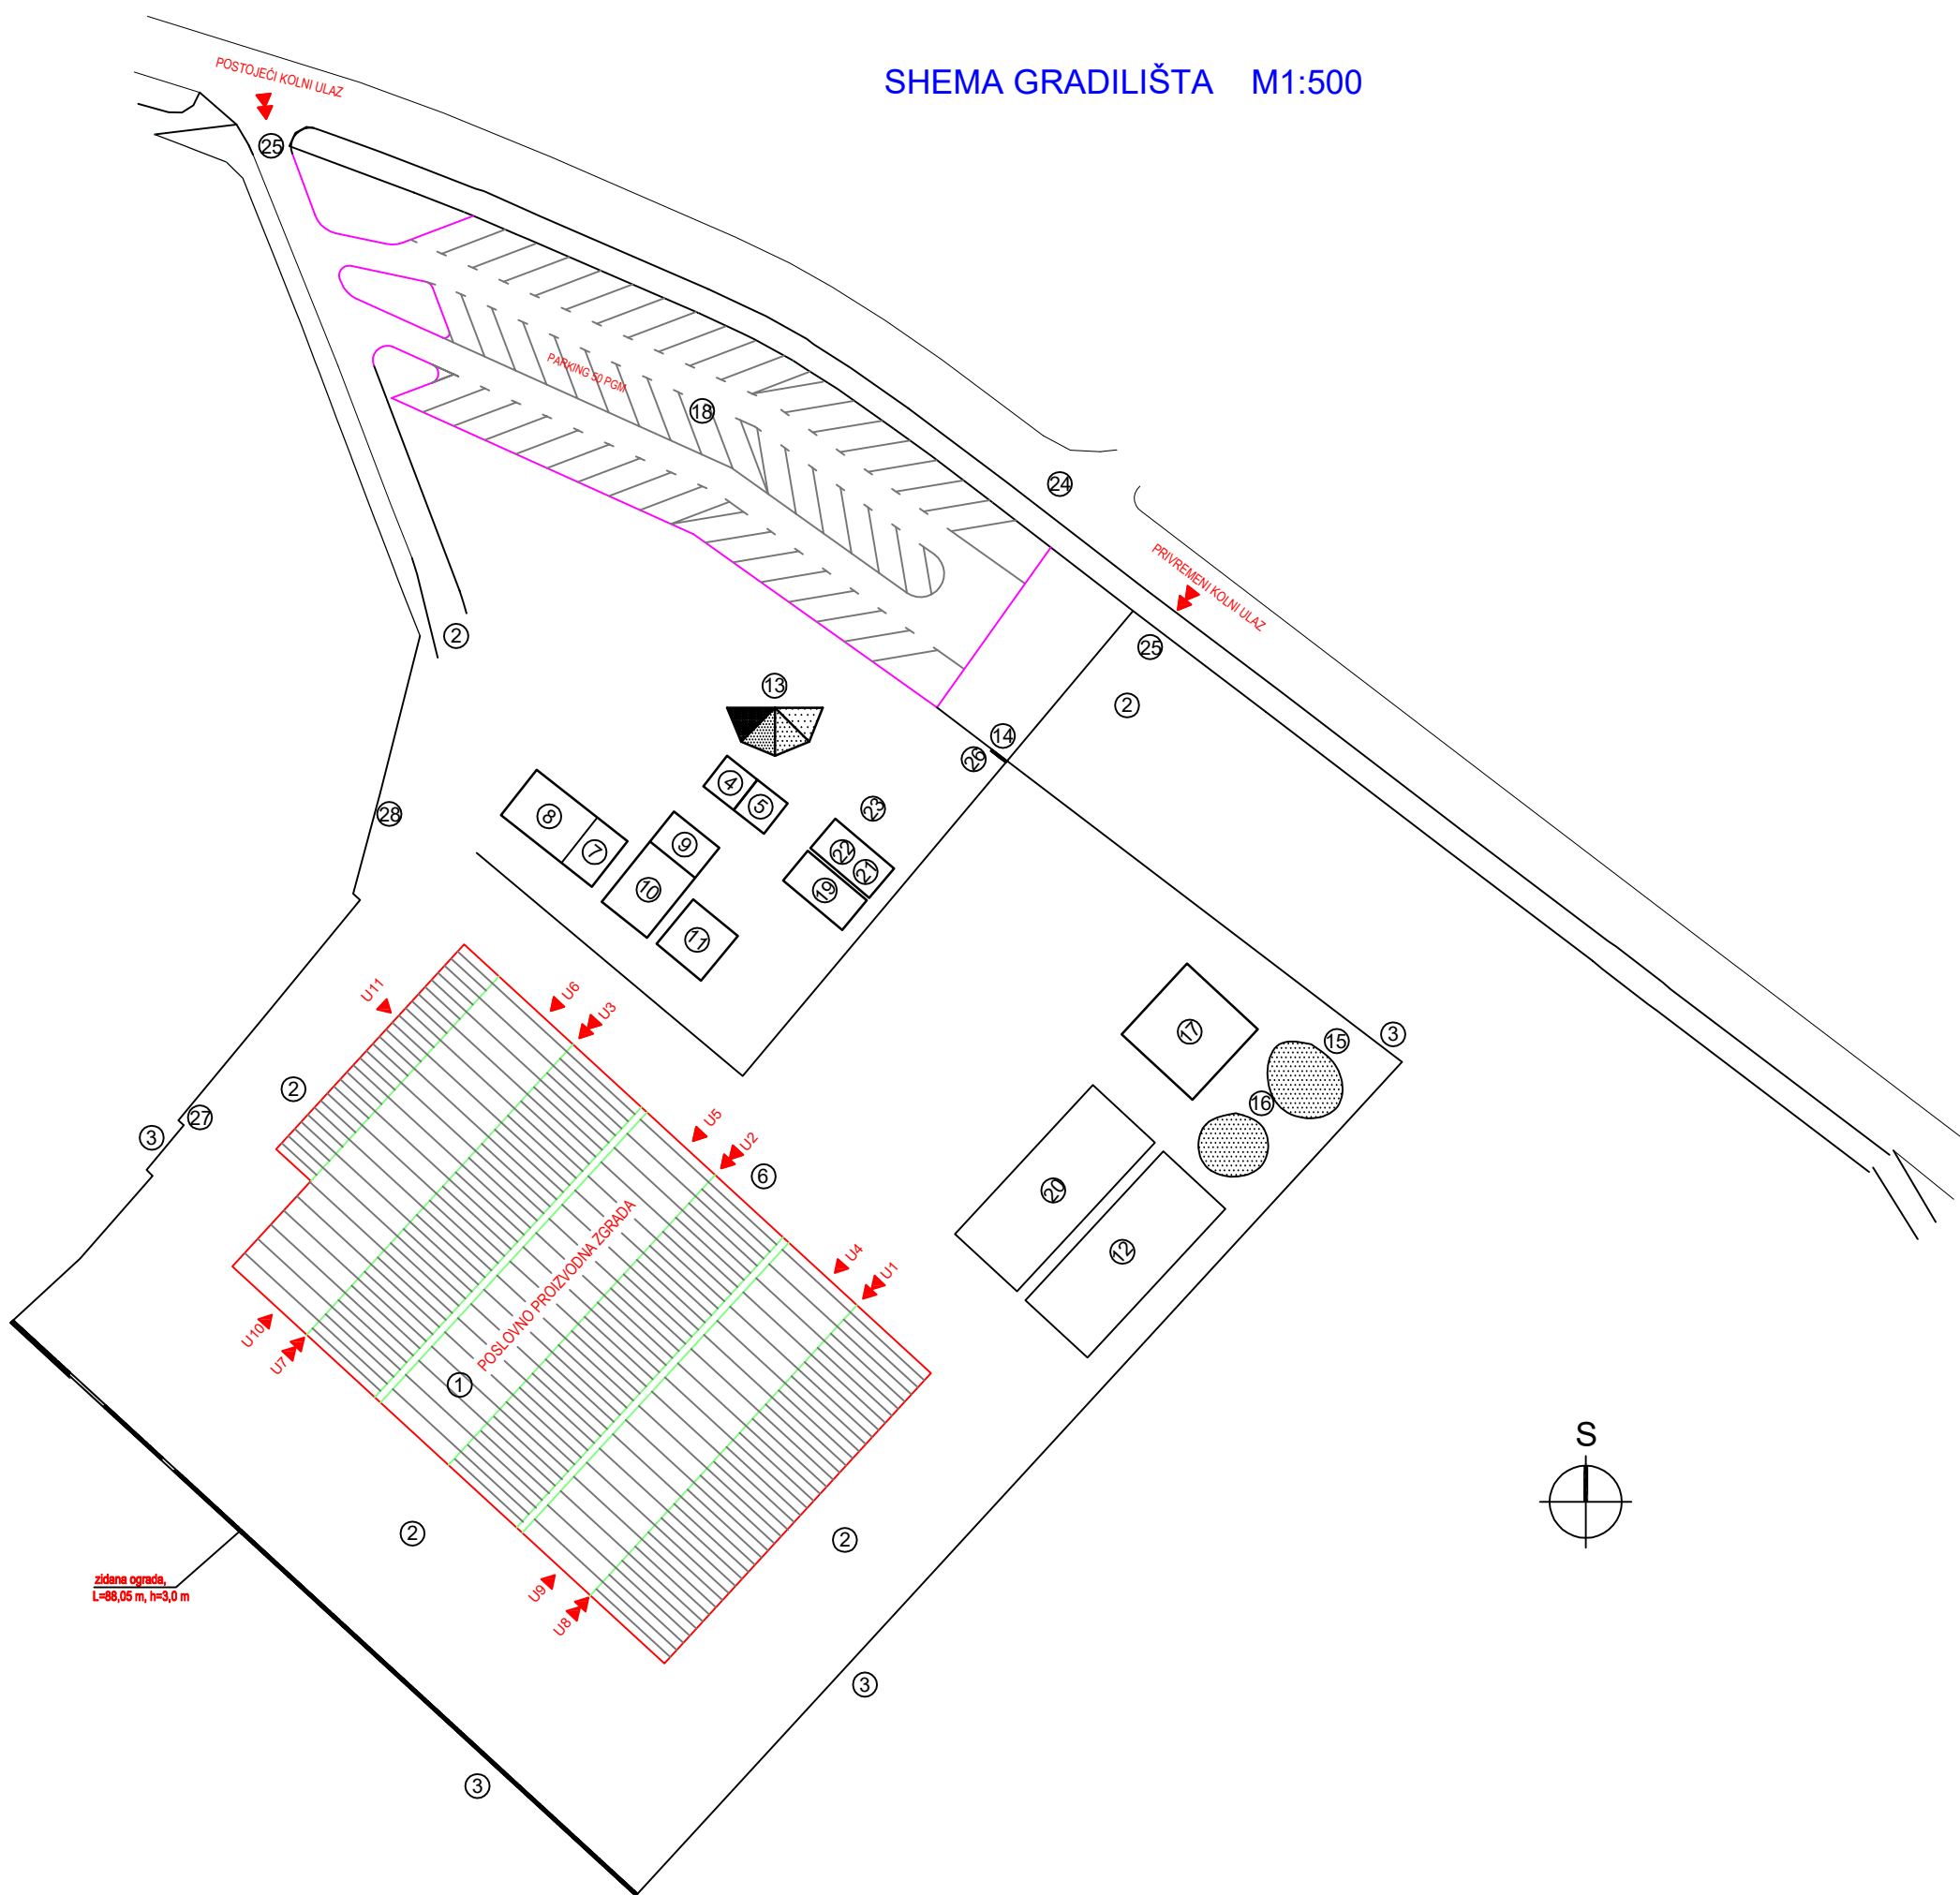 SHEMA GRADILIŠTA M1:500
POSTOJEĆI KOLNI ULAZ
25
PARKING 50 PGM
18
24
PRIVREMENI KOLNI ULAZ
2
25
13
2
14
26
4
5
8
7
28
9
10
23
22
21
19
11
U11
U6
U3
17
15
3
16
2
27
3
U5
U2
6
20
12
POSLOVNO PROIZVODNA ZGRADA
U4
U1
U10
U7
1
S
2
2
zidana ograda,
L=88,05 m, h=3,0 m
U9
U8
3
3